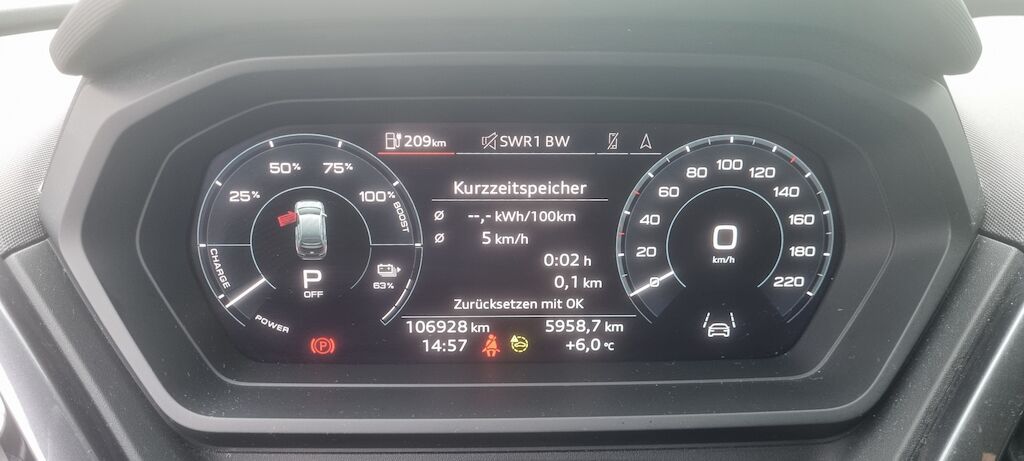 209km
SWR1 BW
50%
75%
25%
100%
CHARGE
BOOST
POWER
P
OFF
63%
Kurzzeitspeicher
Ø --,- kWh/100km
Ø 5 km/h
0:02 h
0,1 km
Zurücksetzen mit OK
106928 km
5958,7 km
14:57
+6,0 °C
P
0
20
40
60
80
100
120
140
160
180
220
0
km/h